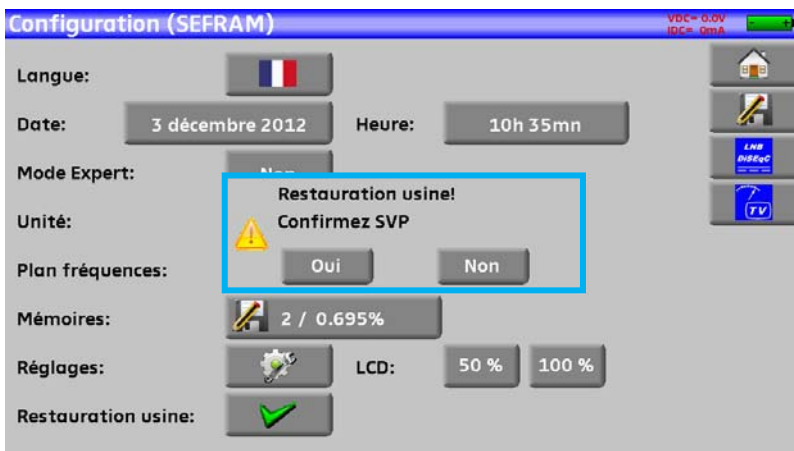 Configuration (SEFRAM)
VDC= 0.0V
IDC= 0mA
- +
Langue:
Date: 3 décembre 2012 Heure: 10h 35mn
LNB
DiSEqC
Mode Expert:
Restauration usine!
TV
Unité: Confirmez SVP
Plan fréquences: Oui Non
Mémoires: 2 / 0.695%
Réglages: LCD: 50 % 100 %
Restauration usine: